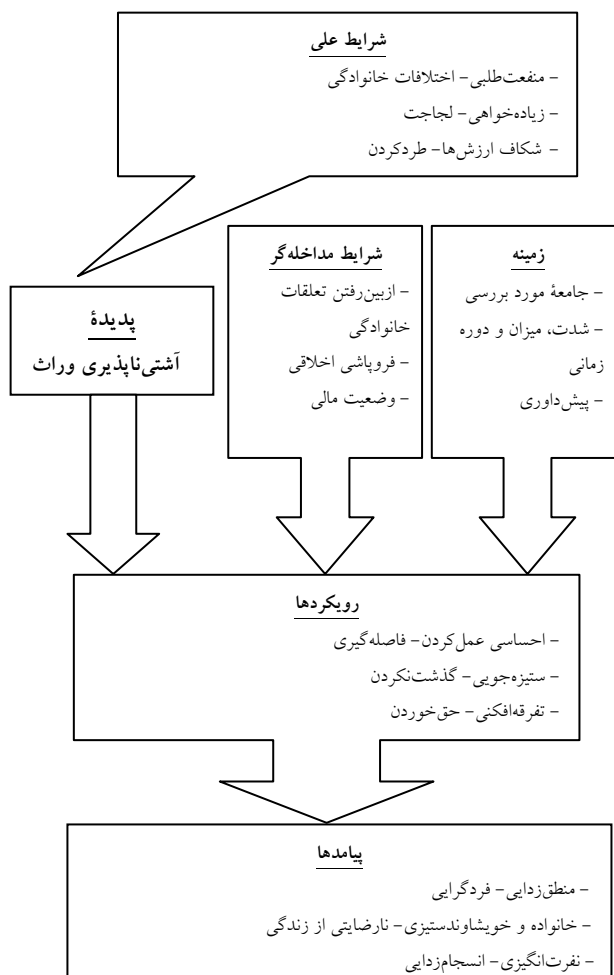 شرایط علی
- منفعت‌طلبی- اختلافات خانوادگی
- زیاده‌خواهی- لجاجت
- شکاف ارزش‌ها- طردکردن
زمینه
- جامعهٔ مورد بررسی
- شدت، میزان و دوره
زمانی
- پیش‌داوری
شرایط مداخله‌گر
- ازبین‌رفتن تعلقات
خانوادگی
- فروپاشی اخلاقی
- وضعیت مالی
پدیدهٔ
آشتی‌ناپذیری وراث
رویکردها
- احساسی عمل‌کردن- فاصله‌گیری
- ستیزه‌جویی- گذشت‌نکردن
- تفرقه‌افکنی- حق‌خوردن
پیامدها
- منطق‌زدایی- فردگرایی
- خانواده و خویشاوندستیزی- نارضایتی از زندگی
- نفرت‌انگیزی- انسجام‌زدایی